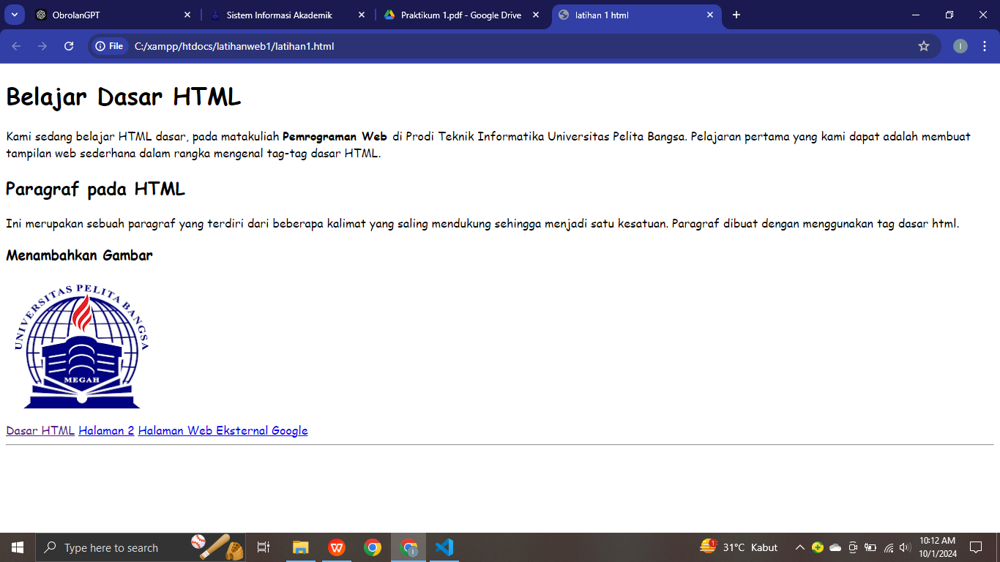 ObrolanGPT
Sistem Informasi Akademik
Praktikum 1.pdf - Google Drive
latihan 1 html
File
C:/xampp/htdocs/latihanweb1/latihan1.html
I
Belajar Dasar HTML
Kami sedang belajar HTML dasar, pada matakuliah Pemrograman Web di Prodi Teknik Informatika Universitas Pelita Bangsa. Pelajaran pertama yang kami dapat adalah membuat
tampilan web sederhana dalam rangka mengenal tag-tag dasar HTML.
Paragraf pada HTML
Ini merupakan sebuah paragraf yang terdiri dari beberapa kalimat yang saling mendukung sehingga menjadi satu kesatuan. Paragraf dibuat dengan menggunakan tag dasar html.
Menambahkan Gambar
UNIVERSITAS PELITA BANGSA
MEGAH
Dasar HTML Halaman 2 Halaman Web Eksternal Google
Type here to search
1
31°C Kabut
10:12 AM
10/1/2024